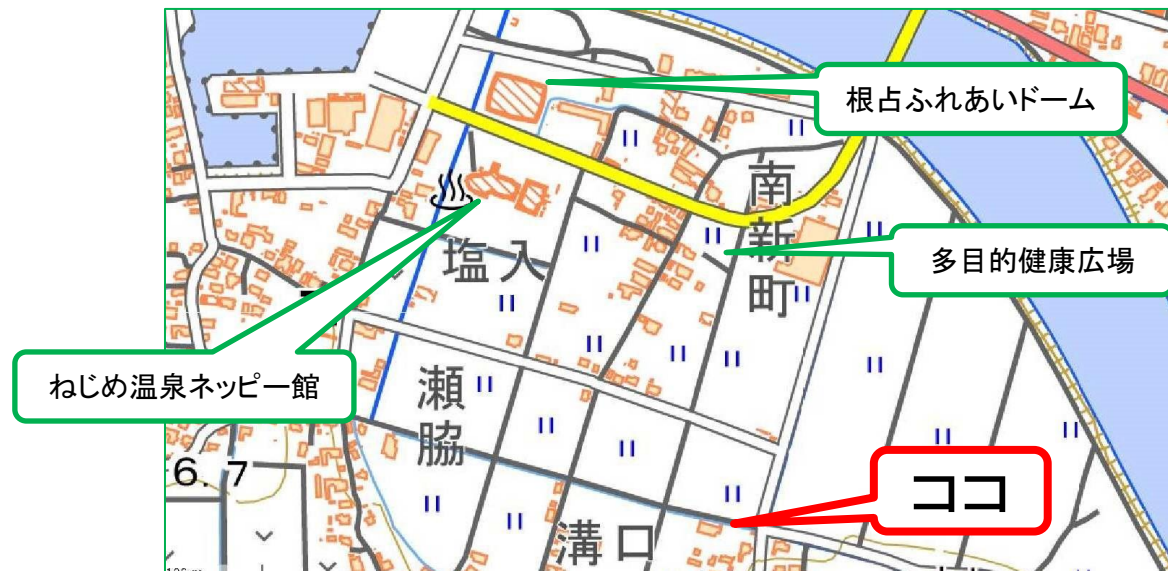 根占ふれあいドーム
南新町
多目的健康広場
塩入
ねじめ温泉ネッピー館
瀬脇
6.7
ココ
溝口